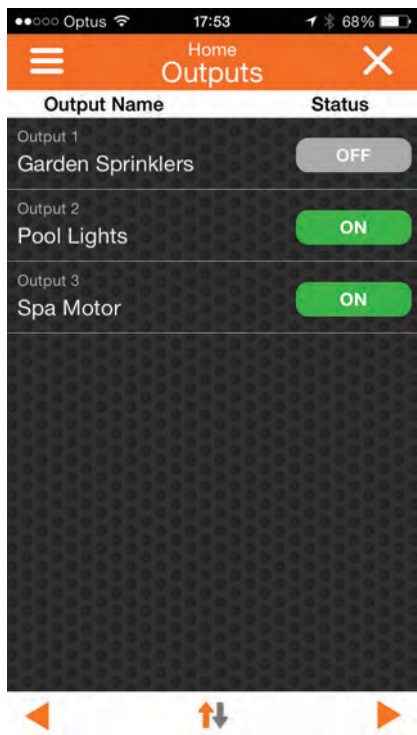 Optus 17:53 68%
Home
Outputs
Output Name Status
Output 1
Garden Sprinklers OFF
Output 2
Pool Lights ON
Output 3
Spa Motor ON